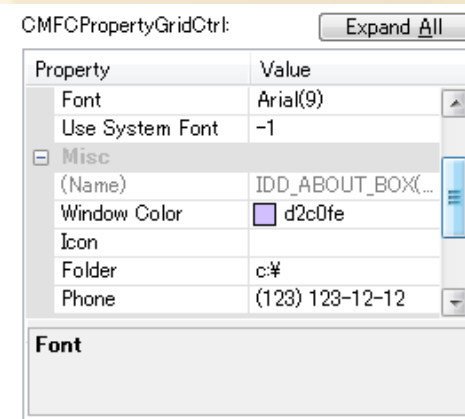 CMFCPropertyGridCtrl:
Expand All
Property Value
Font Arial(9)
Use System Font -1
Misc
(Name) IDD_ABOUT_BOX(...
Window Color d2c0fe
Icon
Folder c:¥
Phone (123) 123-12-12
Font